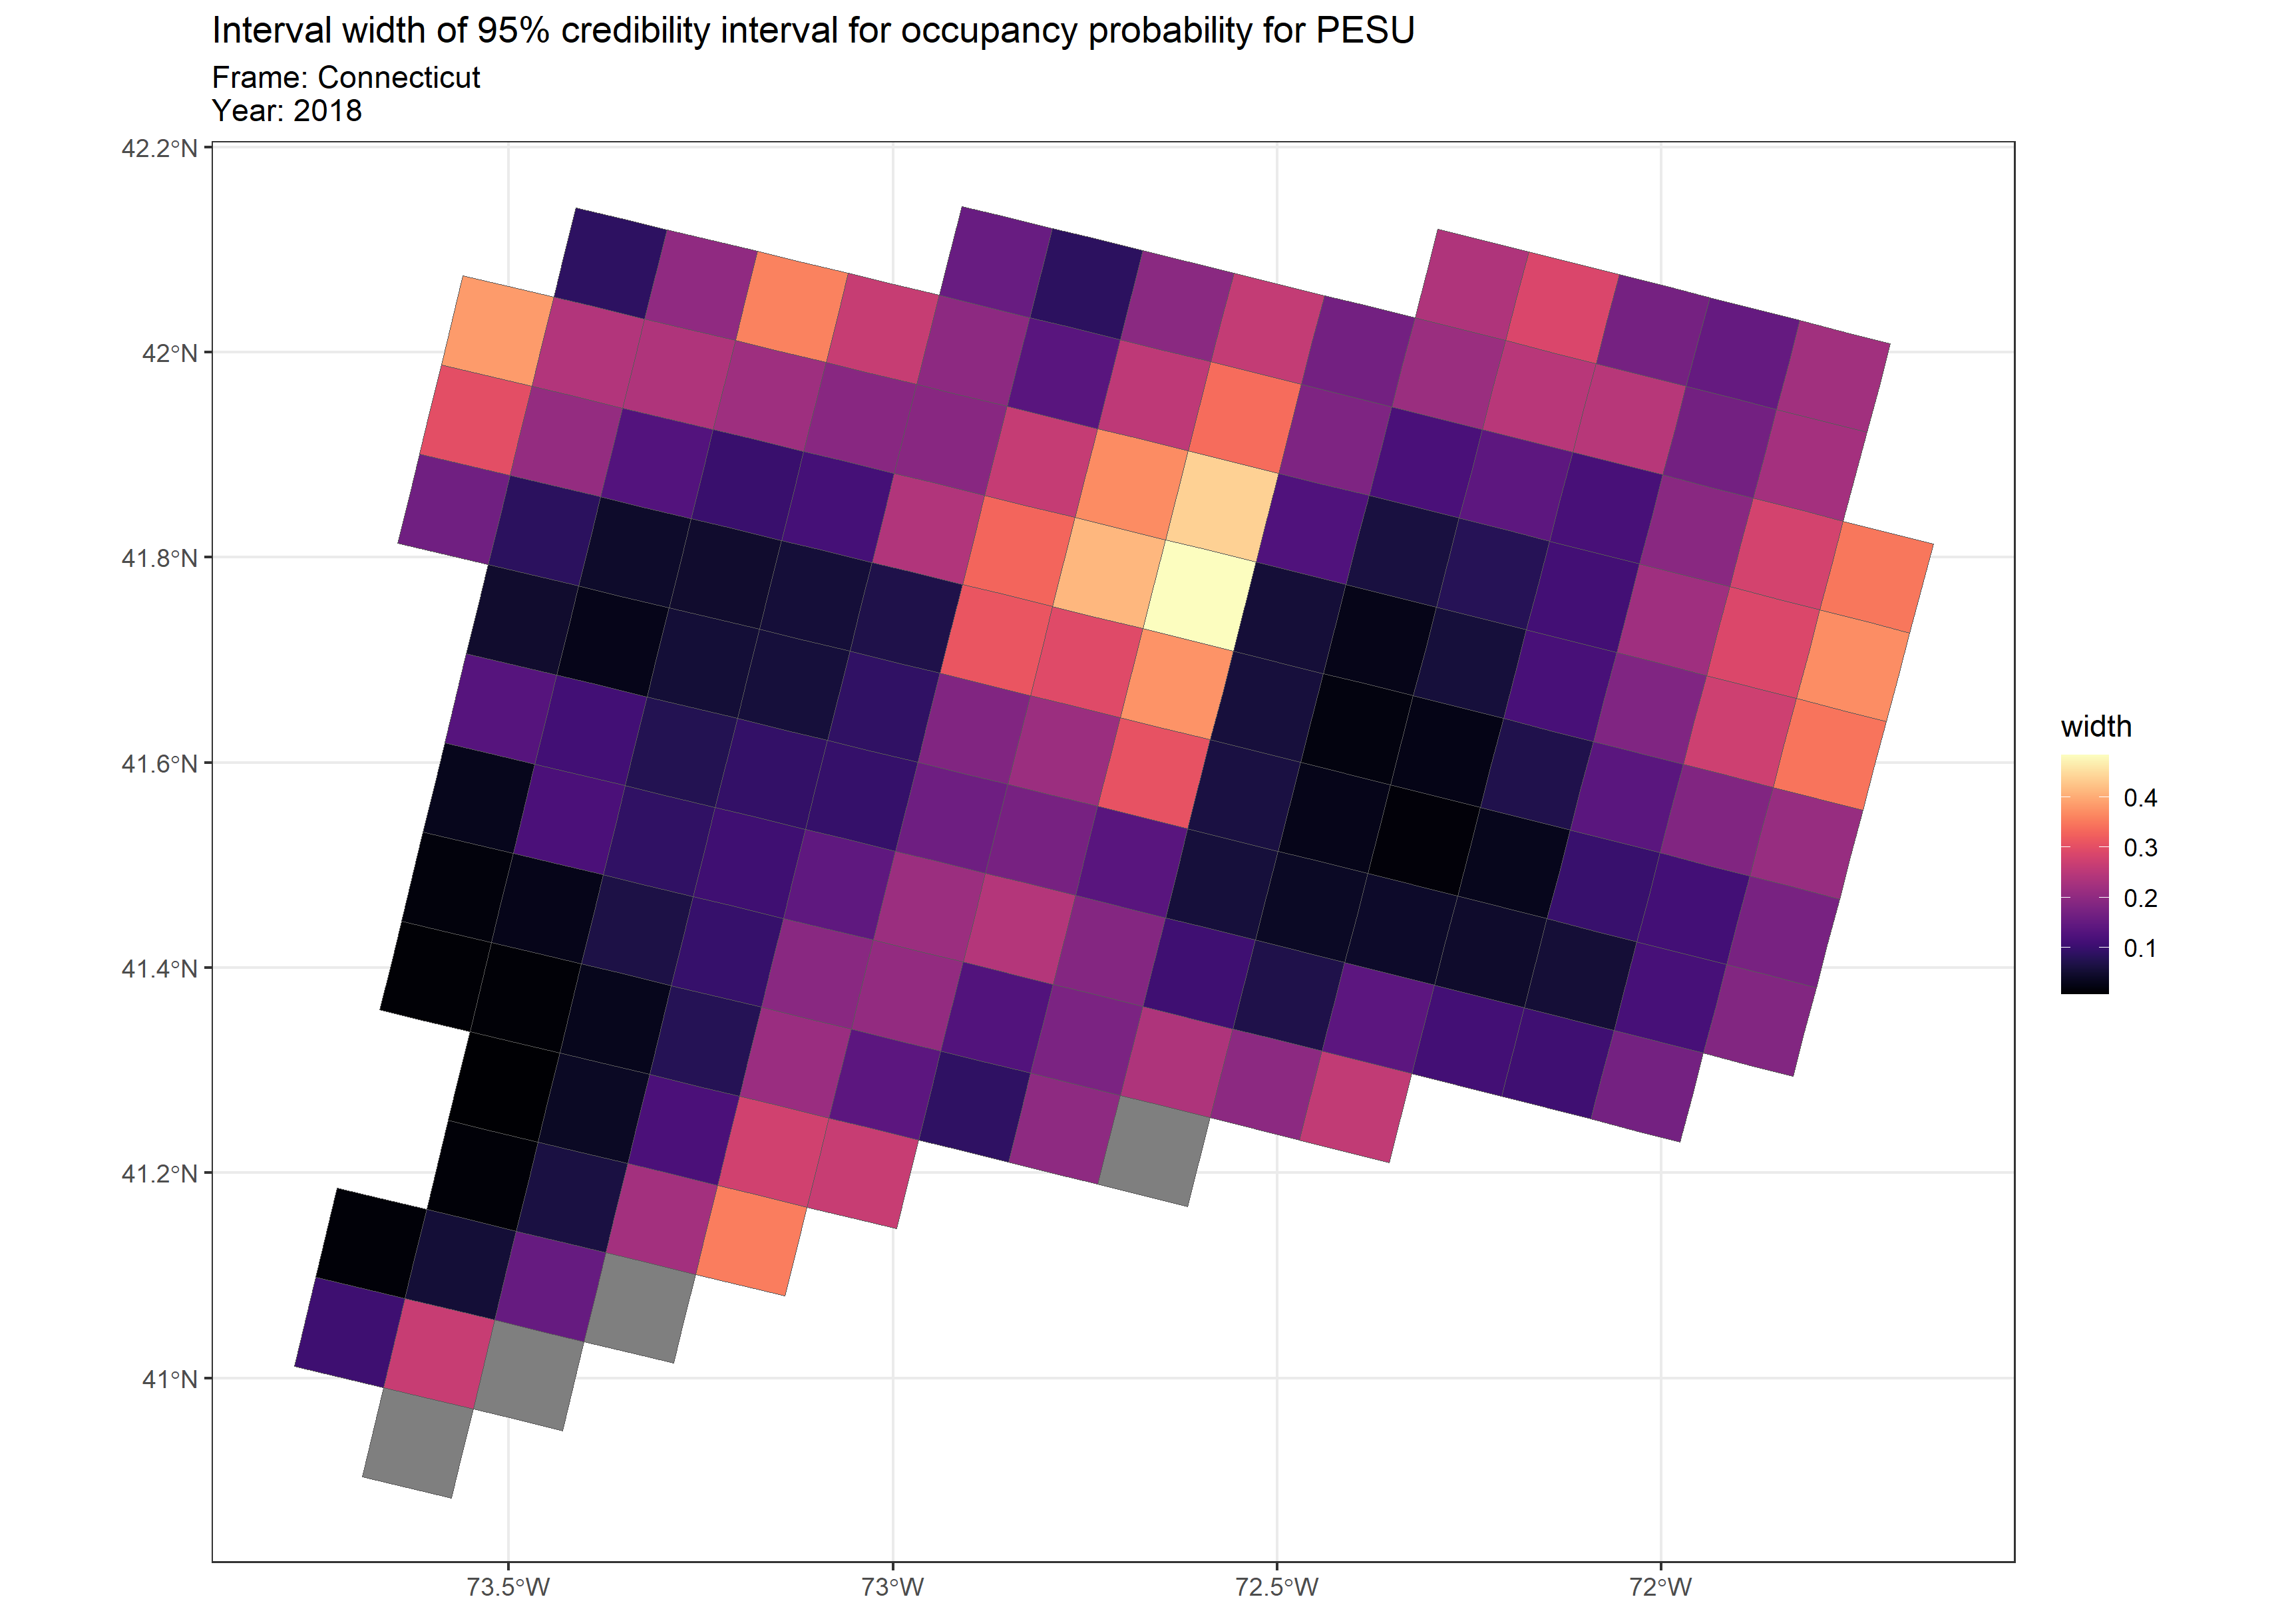 Interval width of 95% credibility interval for occupancy probability for PESU
Frame: Connecticut
Year: 2018
42.2°N
42°N
41.8°N
41.6°N
41.4°N
41.2°N
41°N
73.5°W
73°W
72.5°W
72°W
width
0.4
0.3
0.2
0.1